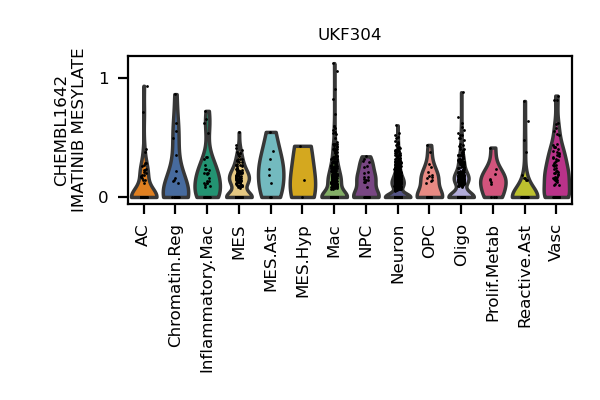 UKF304
CHEMBL1642
IMATINIB MESYLATE
1
0
AC
Chromatin.Reg
Inflammatory.Mac
MES
MES.Ast
MES.Hyp
Mac
NPC
Neuron
OPC
Oligo
Prolif.Metab
Reactive.Ast
Vasc